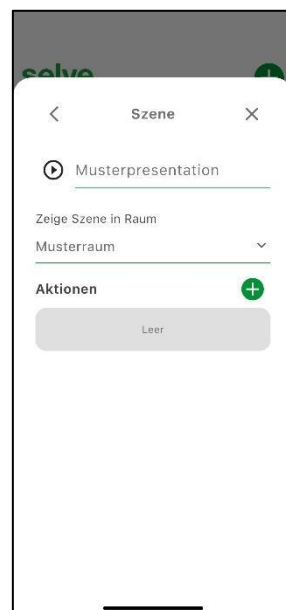 selve
Szene
Musterpresentation
Zeige Szene in Raum
Musterraum
Aktionen
Leer